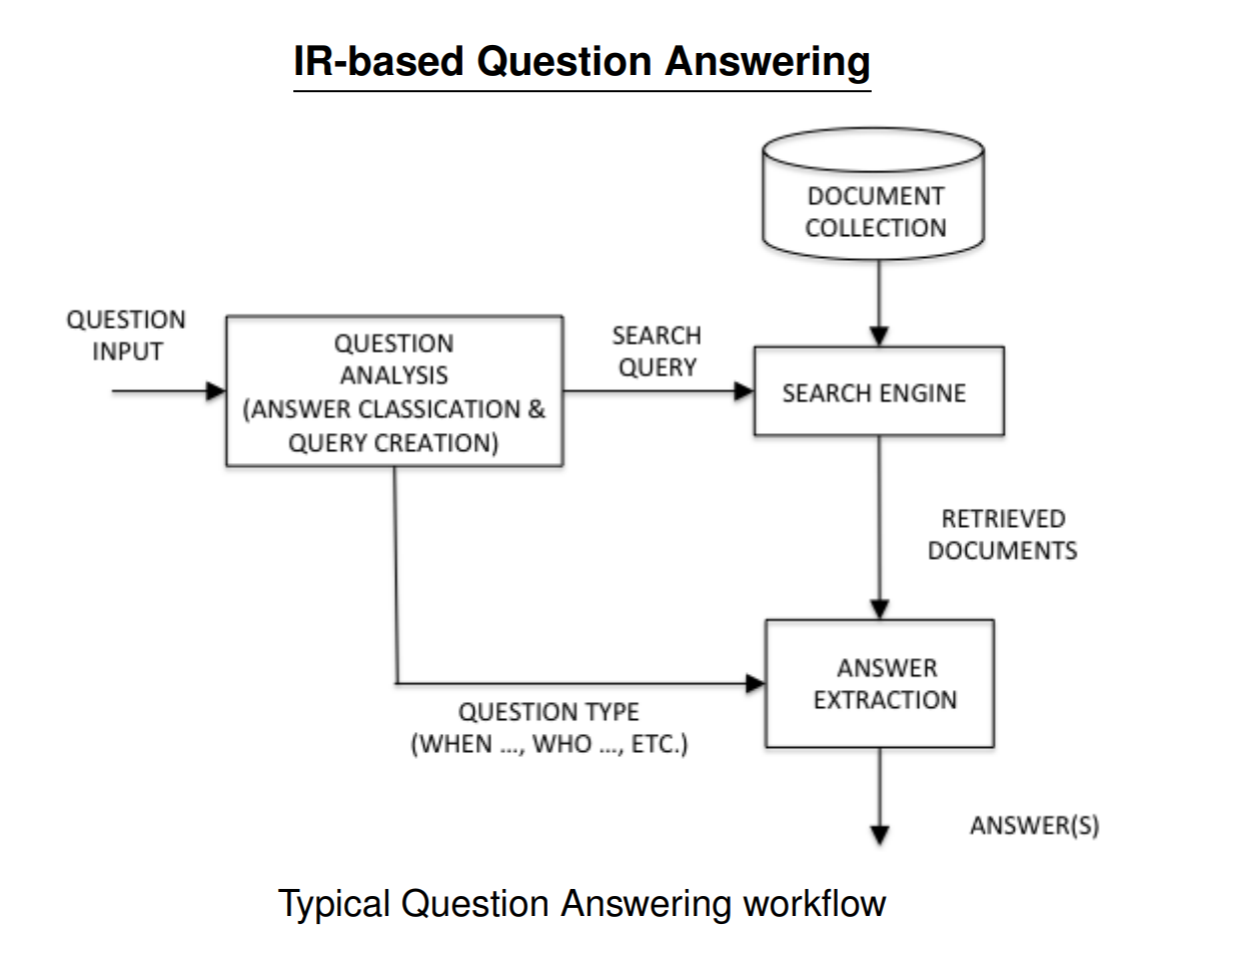 IR-based Question Answering
DOCUMENT
COLLECTION
QUESTION
INPUT
QUESTION
ANALYSIS
(ANSWER CLASSICATION &
QUERY CREATION)
SEARCH
QUERY
SEARCH ENGINE
RETRIEVED
DOCUMENTS
ANSWER
EXTRACTION
QUESTION TYPE
(WHEN ..., WHO ..., ETC.)
ANSWER(S)
Typical Question Answering workflow